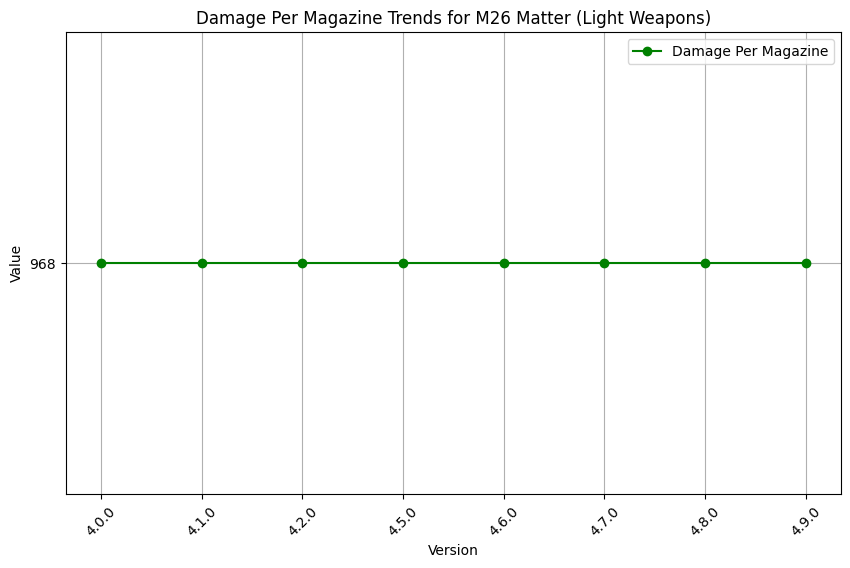 Damage Per Magazine Trends for M26 Matter (Light Weapons)
Damage Per Magazine
Value
968
4.0.0
4.1.0
4.2.0
4.5.0
4.6.0
4.7.0
4.8.0
4.9.0
Version